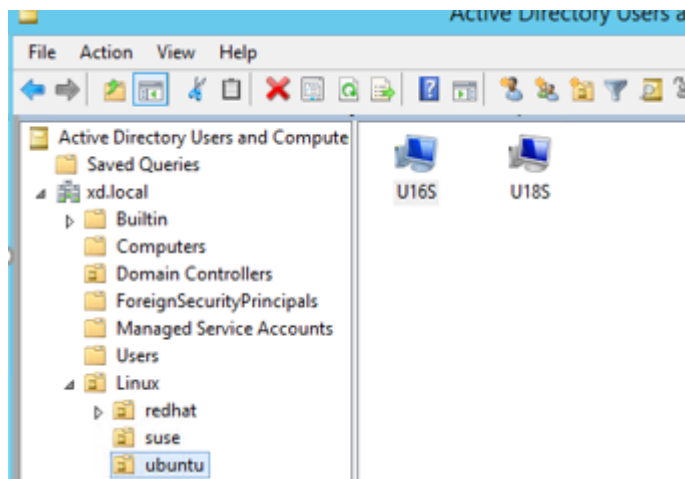 Active Directory Users a
File Action View Help
Active Directory Users and Compute
Saved Queries
xd.local
Builtin
Computers
Domain Controllers
ForeignSecurityPrincipals
Managed Service Accounts
Users
Linux
redhat
suse
ubuntu
U16S U18S